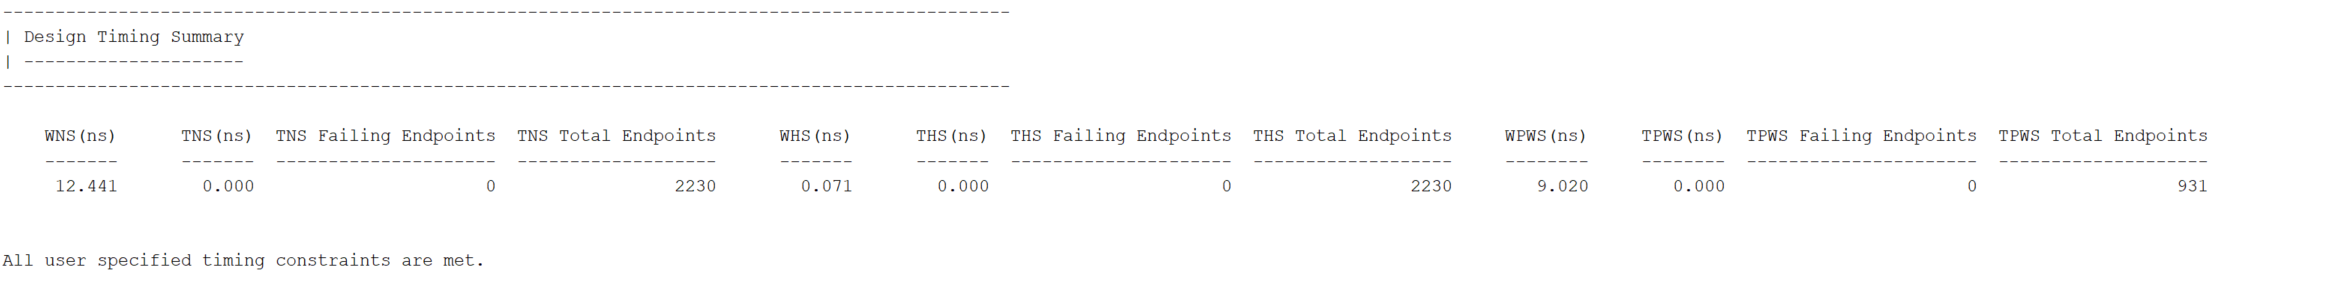 ------------------------------------------------------------------------------------------------
| Design Timing Summary
| ---------------------
------------------------------------------------------------------------------------------------
    WNS(ns)      TNS(ns)  TNS Failing Endpoints  TNS Total Endpoints      WHS(ns)      THS(ns)  THS Failing Endpoints  THS Total Endpoints     WPWS(ns)     TPWS(ns)  TPWS Failing Endpoints  TPWS Total Endpoints
    -------      -------  ---------------------  -------------------      -------      -------  ---------------------  -------------------     --------     --------  ----------------------  --------------------
     12.441        0.000                      0                 2230        0.071        0.000                      0                 2230        9.020        0.000                       0                   931
All user specified timing constraints are met.